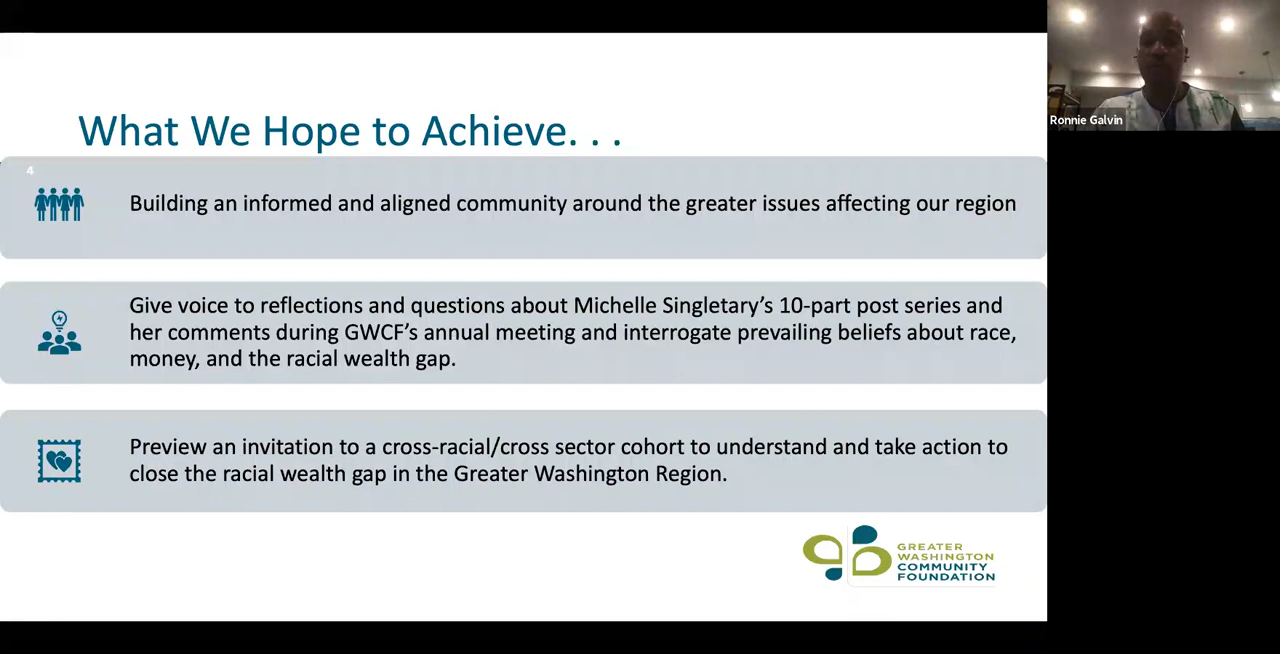 What We Hope to Achieve. . .
4
Building an informed and aligned community around the greater issues affecting our region
Give voice to reflections and questions about Michelle Singletary’s 10-part post series and
her comments during GWCF’s annual meeting and interrogate prevailing beliefs about race,
money, and the racial wealth gap.
Preview an invitation to a cross-racial/cross sector cohort to understand and take action to
close the racial wealth gap in the Greater Washington Region.
GREATER
WASHINGTON
COMMUNITY
FOUNDATION
Ronnie Galvin